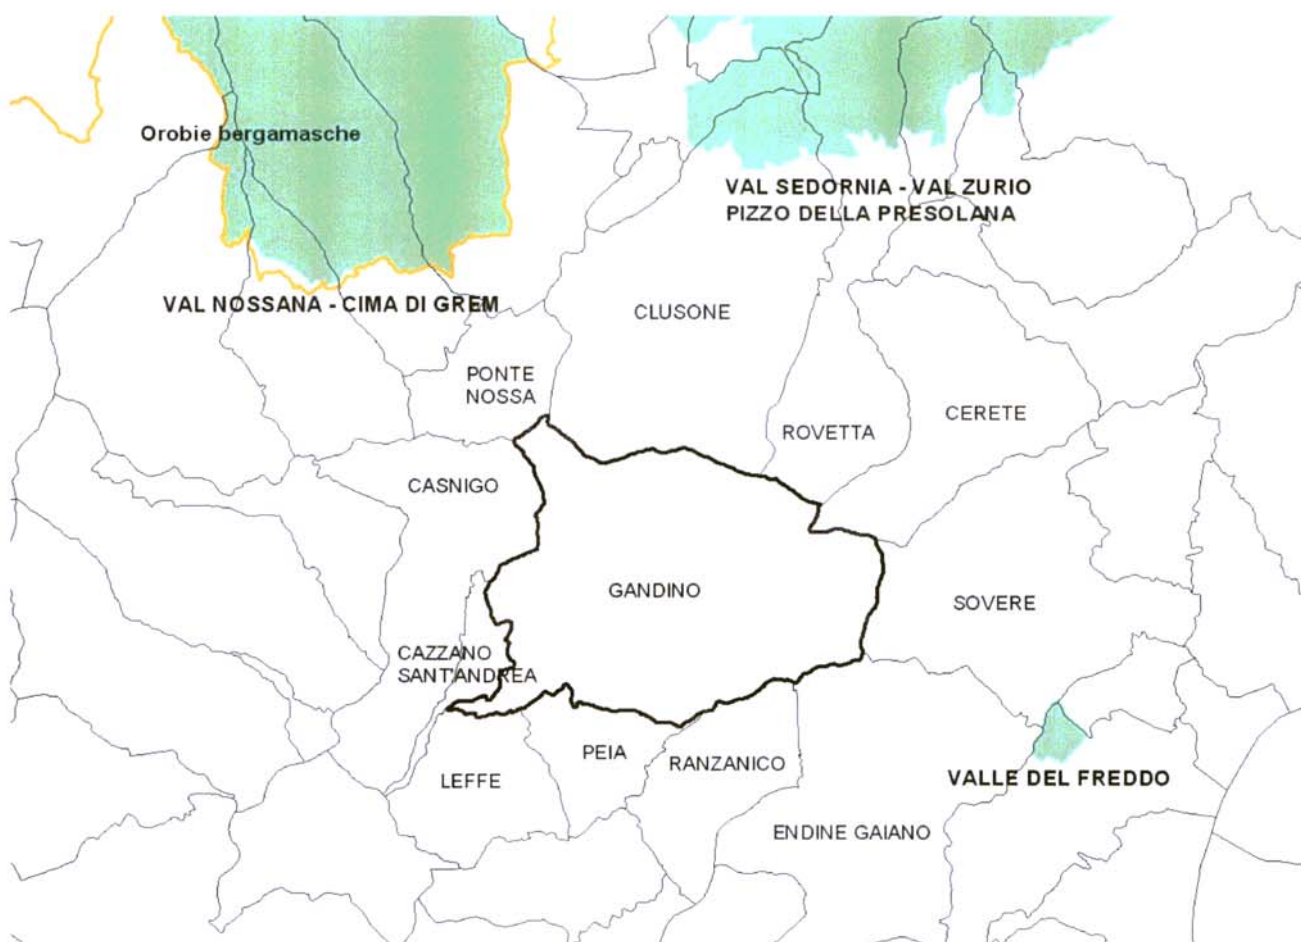 Orobie bergamasche
VAL SEDORNIA - VAL ZURIO
PIZZO DELLA PRESOLANA
VAL NOSSANA - CIMA DI GREM
CLUSONE
PONTE
NOSSA
CERETE
ROVETTA
CASNIGO
GANDINO
SOVERE
CAZZANO
SANT'ANDREA
PEIA
RANZANICO
LEFFE
VALLE DEL FREDDO
ENDINE GAIANO